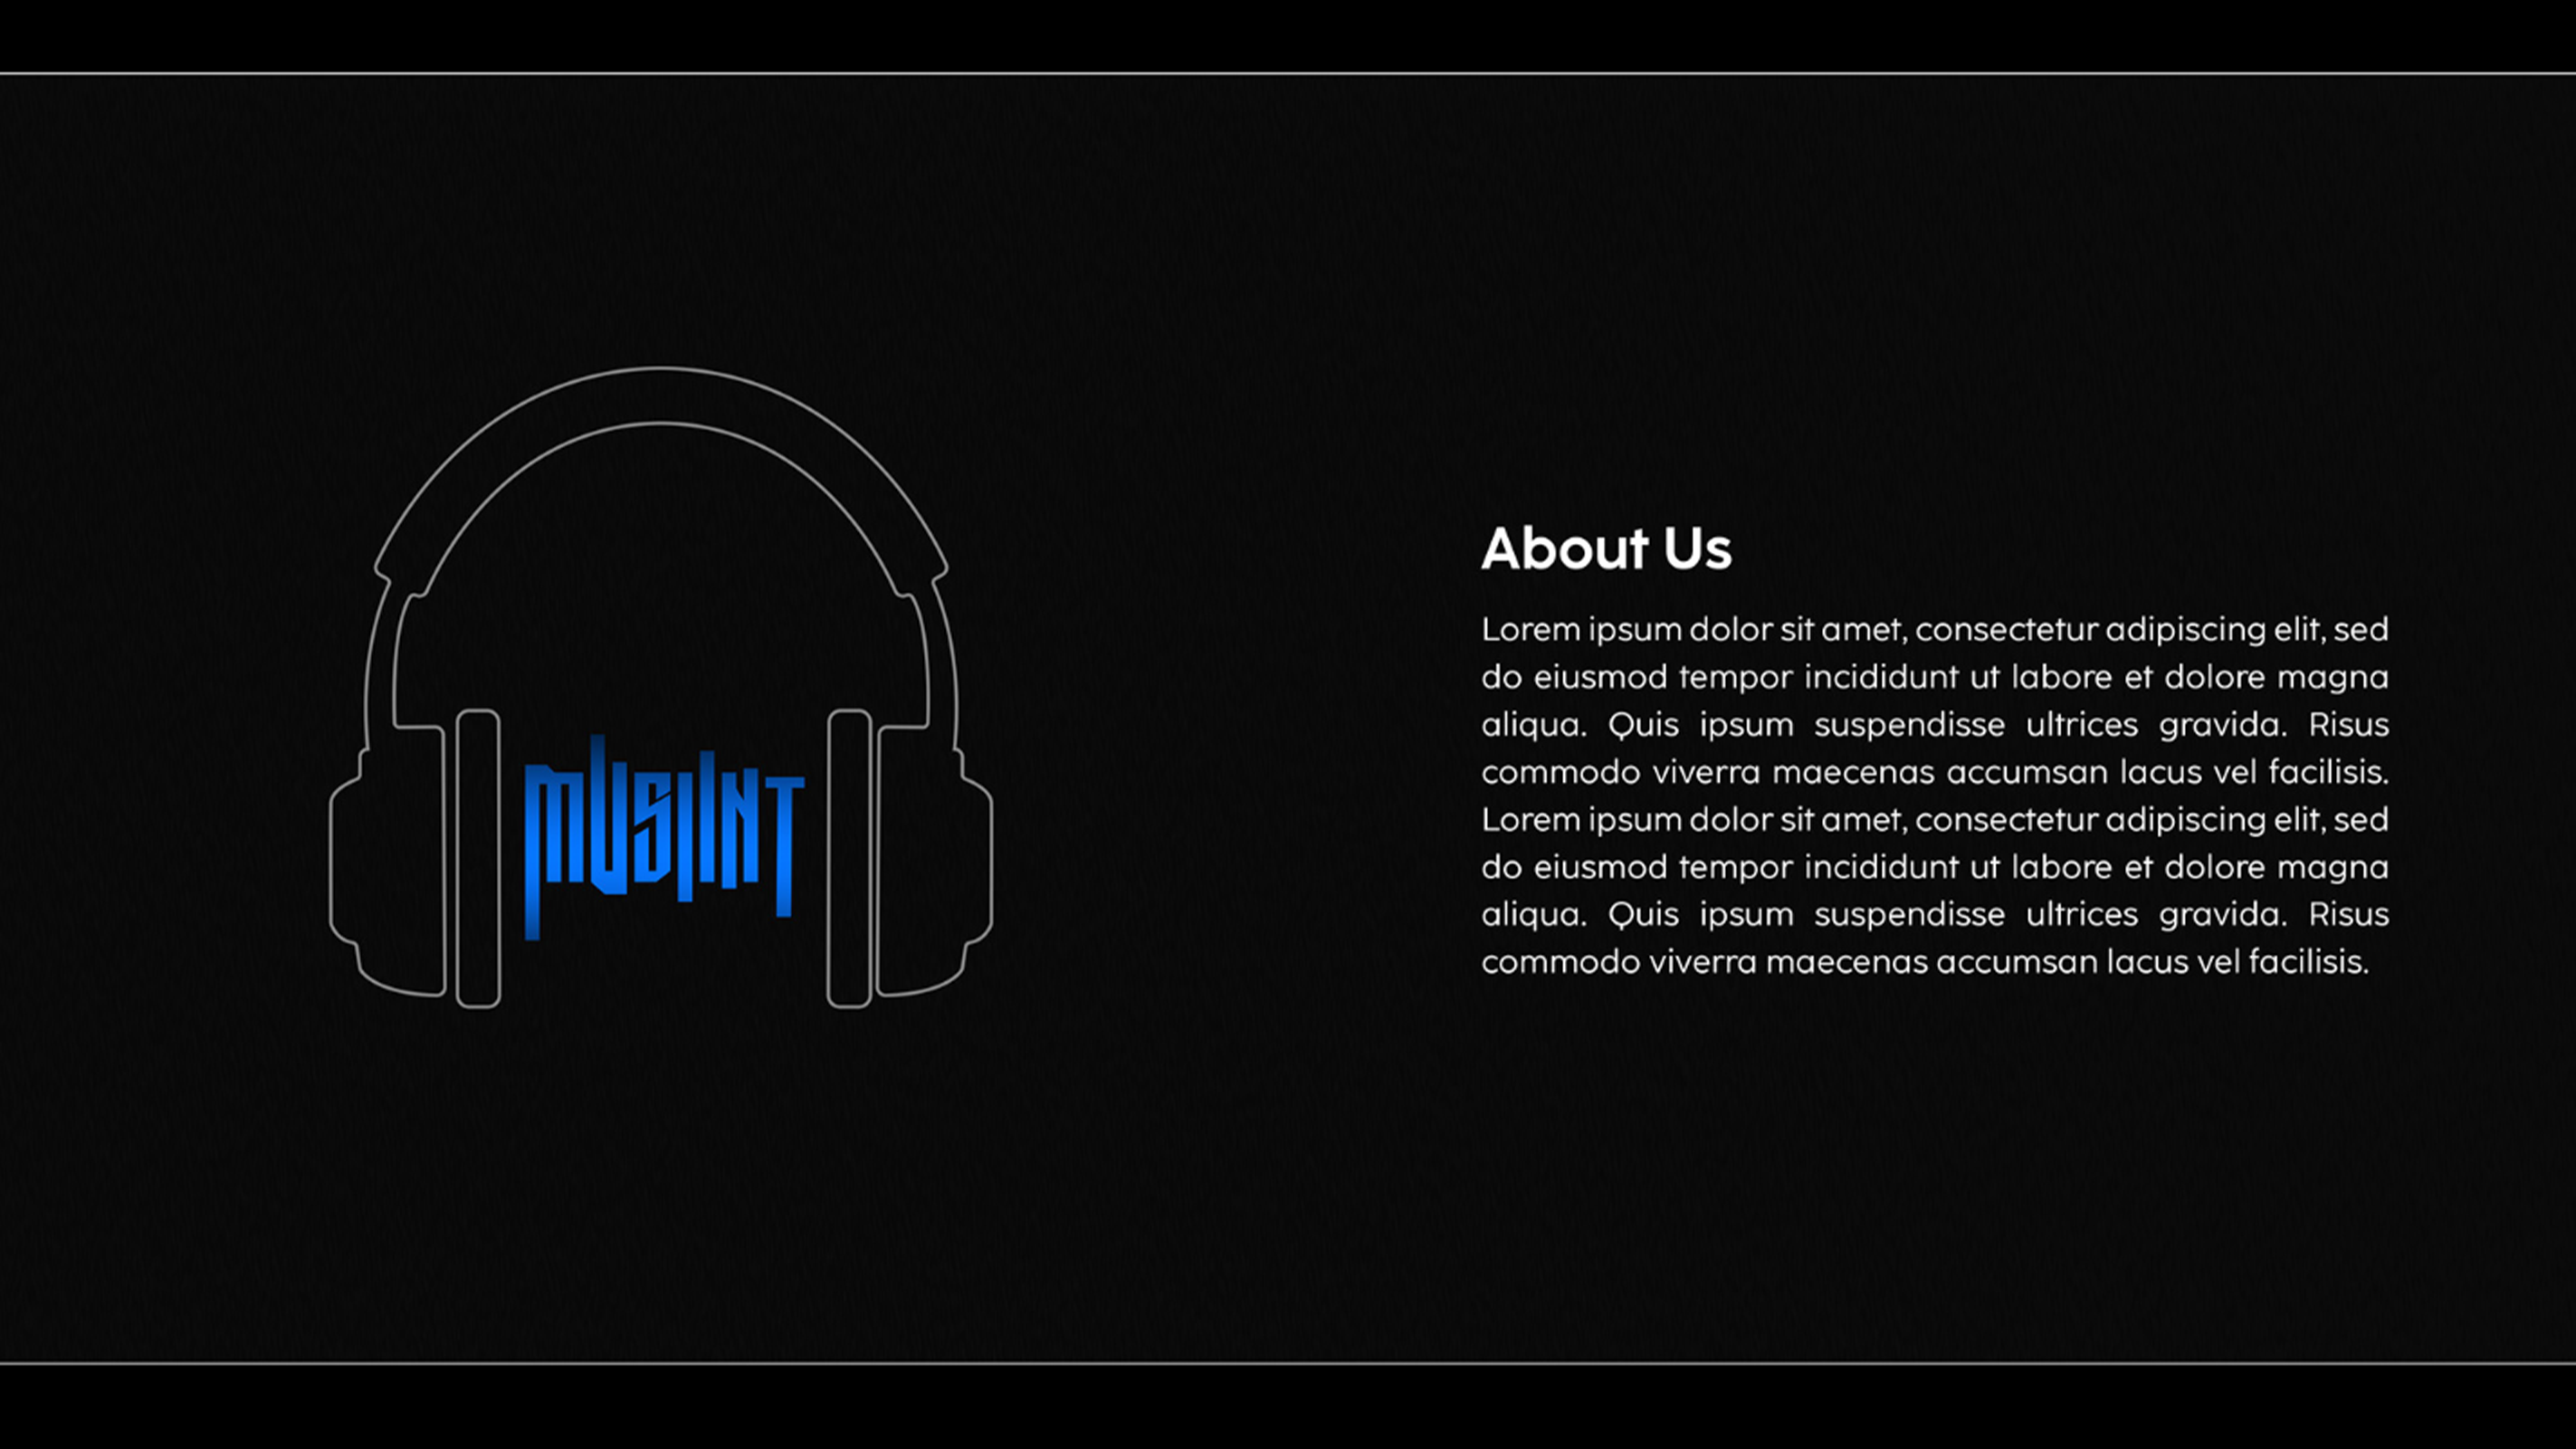 MUSIINT
About Us
Lorem ipsum dolor sit amet, consectetur adipiscing elit, sed
do eiusmod tempor incididunt ut labore et dolore magna
aliqua. Quis ipsum suspendisse ultrices gravida. Risus
commodo viverra maecenas accumsan lacus vel facilisis.
Lorem ipsum dolor sit amet, consectetur adipiscing elit, sed
do eiusmod tempor incididunt ut labore et dolore magna
aliqua. Quis ipsum suspendisse ultrices gravida. Risus
commodo viverra maecenas accumsan lacus vel facilisis.